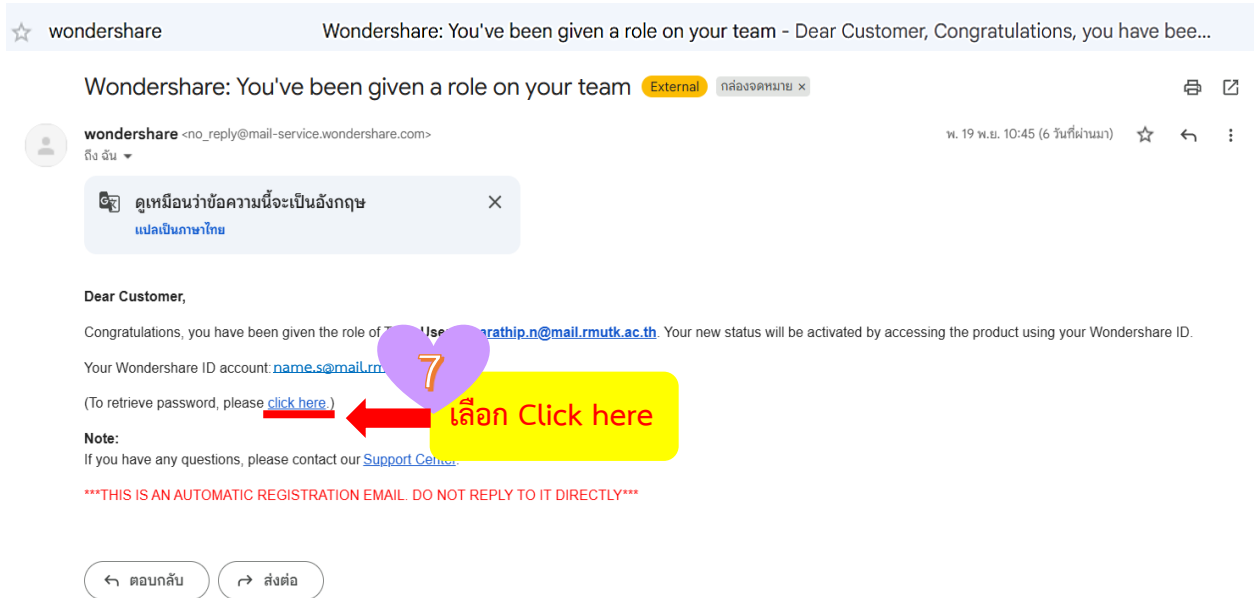 wondershare Wondershare: You've been given a role on your team - Dear Customer, Congratulations, you have bee...
Wondershare: You've been given a role on your team External กล่องจดหมาย ×
wondershare <no_reply@mail-service.wondershare.com> พ. 19 พ.ย. 10:45 (6 วันที่ผ่านมา)
ถึง ฉัน
ดูเหมือนว่าข้อความนี้จะเป็นอังกฤษ
แปลเป็นภาษาไทย
Dear Customer,
Congratulations, you have been given the role of arathip.n@mail.rmutk.ac.th. Your new status will be activated by accessing the product using your Wondershare ID.
Your Wondershare ID account: name.s@mail.rm
7
(To retrieve password, please click here.)
เลือก Click here
Note:
If you have any questions, please contact our Support Center.
***THIS IS AN AUTOMATIC REGISTRATION EMAIL. DO NOT REPLY TO IT DIRECTLY***
ตอบกลับ ส่งต่อ